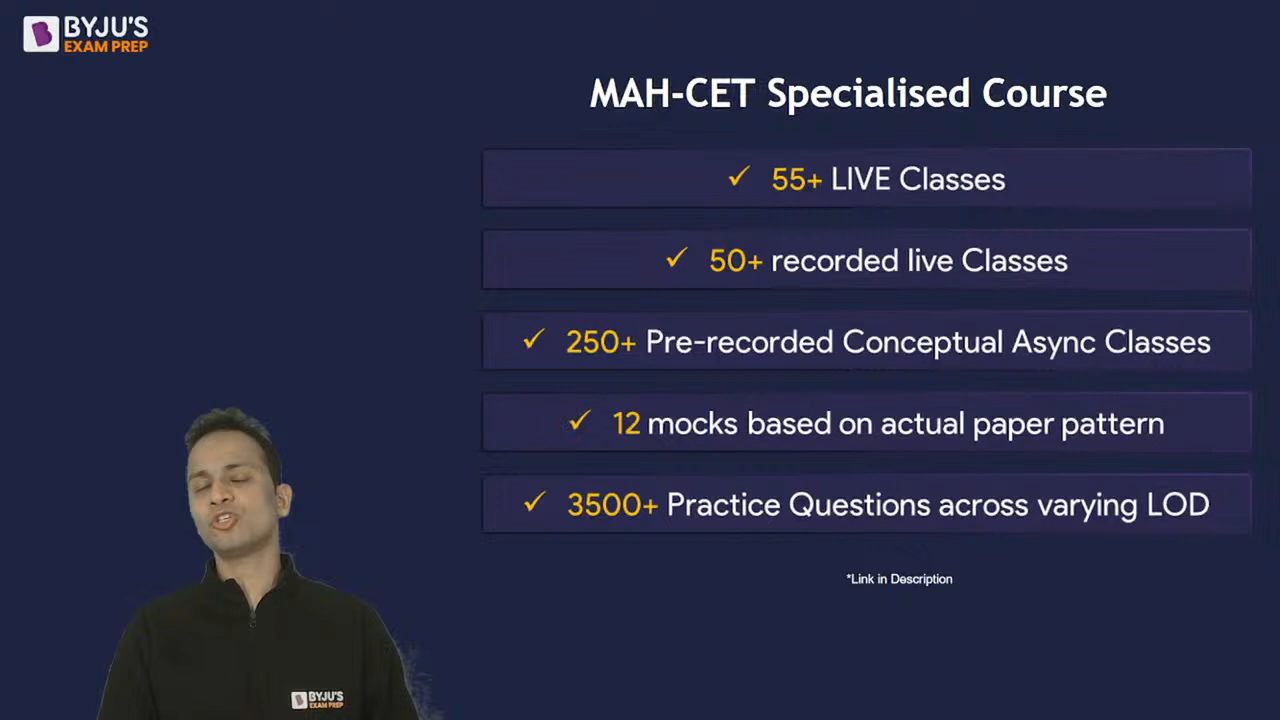 BYJU'S
EXAM PREP
MAH-CET Specialised Course
✓ 55+ LIVE Classes
✓ 50+ recorded live Classes
✓ 250+ Pre-recorded Conceptual Async Classes
✓ 12 mocks based on actual paper pattern
✓ 3500+ Practice Questions across varying LOD
*Link in Description
BYJU'S
EXAM PREP